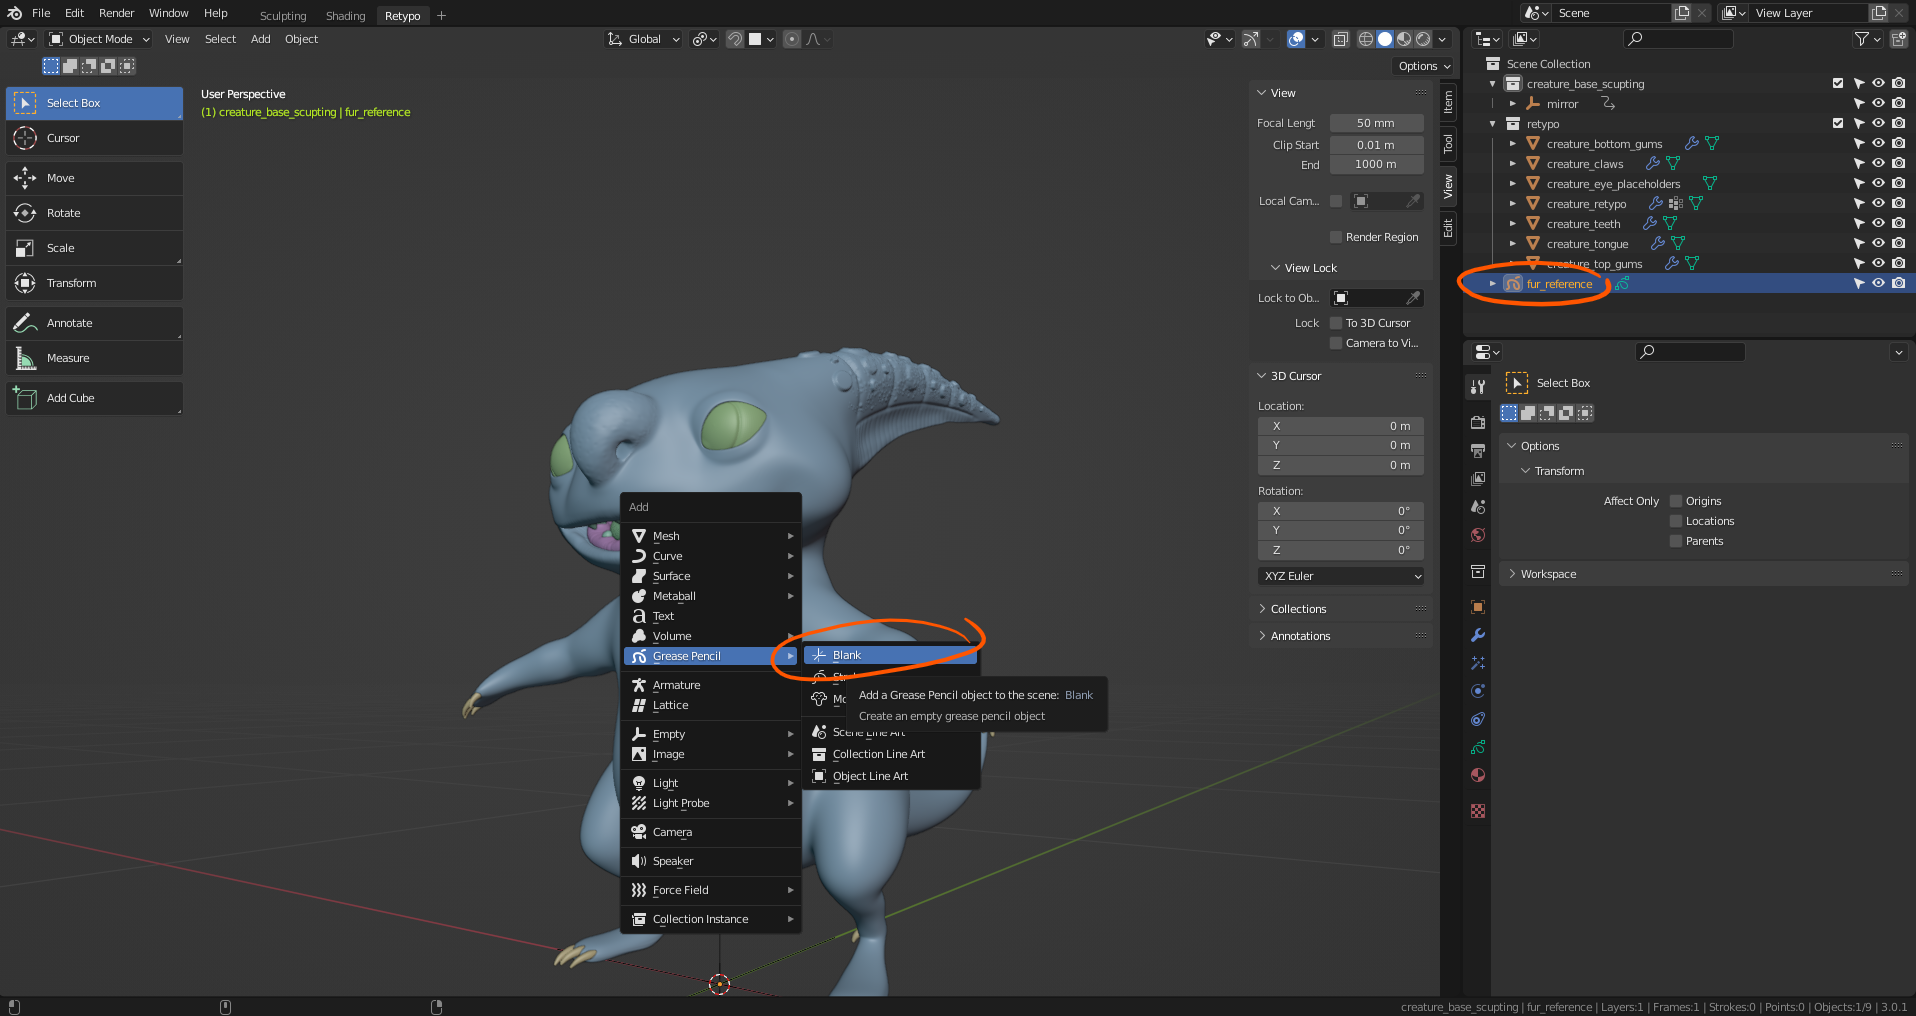 File Edit Render Window Help Sculpting Shading Retypo
Scene View Layer
Object Mode View Select Add Object Global
Options
Select Box
Cursor
Move
Rotate
Scale
Transform
Annotate
Measure
Add Cube
User Perspective
(1) creature_base_scupting | fur_reference
Add
Mesh
Curve
Surface
Metaball
Text
Volume
Grease Pencil
Armature
Lattice
Empty
Image
Light
Light Probe
Camera
Speaker
Force Field
Collection Instance
Blank
Add a Grease Pencil object to the scene: Blank
Create an empty grease pencil object
Scene Line Art
Collection Line Art
Object Line Art
View
Focal Lengt 50 mm
Clip Start 0.01 m
End 1000 m
Local Cam...
Render Region
View Lock
Lock to Ob...
Lock To 3D Cursor
Camera to Vi...
3D Cursor
Location:
X 0 m
Y 0 m
Z 0 m
Rotation:
X 0°
Y 0°
Z 0°
XYZ Euler
Collections
Annotations
Item
Tool
View
Edit
Scene Collection
creature_base_scupting
mirror
retypo
creature_bottom_gums
creature_claws
creature_eye_placeholders
creature_retypo
creature_teeth
creature_tongue
creature_top_gums
fur_reference
Select Box
Options
Transform
Affect Only Origins
Locations
Parents
Workspace
creature_base_scupting | fur_reference | Layers:1 | Frames:1 | Strokes:0 | Points:0 | Objects:1/9 | 3.0.1